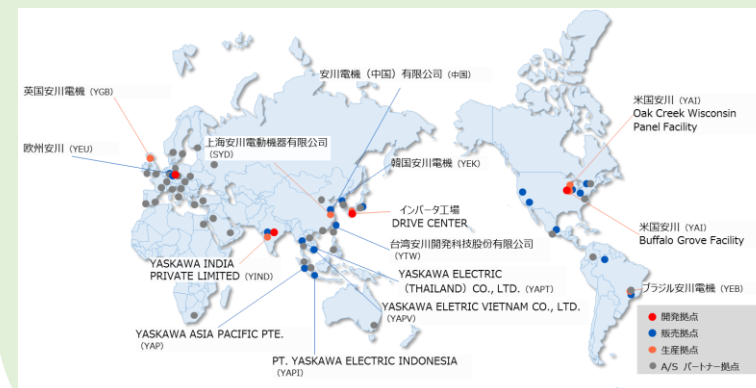 安川電機（中国）有限公司（中国）
英国安川電機（YGB）
米国安川（YAI）
Oak Creek Wisconsin
Panel Facility
上海安川電動機器有限公司
（SYD）
欧州安川（YEU）
韓国安川電機（YEK）
インバータ工場
DRIVE CENTER
米国安川（YAI）
Buffalo Grove Facility
台湾安川開発科技股份有限公司
（YTW）
YASKAWA INDIA
PRIVATE LIMITED（YIND）
YASKAWA ELECTRIC
（THAILAND）CO., LTD.（YAPT）
ブラジル安川電機（YEB）
YASKAWA ELETRIC VIETNAM CO., LTD.
（YAPV）
YASKAWA ASIA PACIFIC PTE.
（YAP）
PT. YASKAWA ELECTRIC INDONESIA
（YAPI）
開発拠点
販売拠点
生産拠点
A/S パートナー拠点